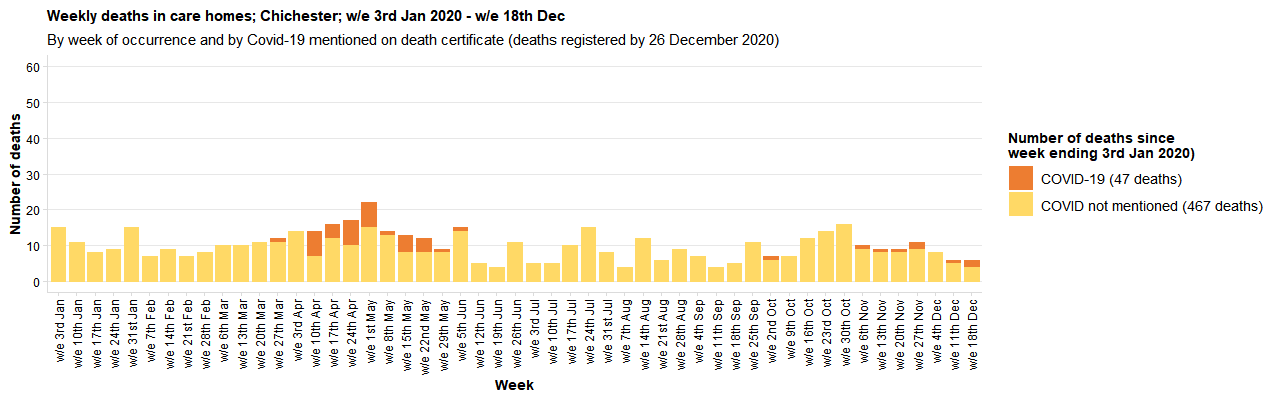 Weekly deaths in care homes; Chichester; w/e 3rd Jan 2020 - w/e 18th Dec
By week of occurrence and by Covid-19 mentioned on death certificate (deaths registered by 26 December 2020)
Number of deaths
60
50
40
30
20
10
0
w/e 3rd Jan
w/e 10th Jan
w/e 17th Jan
w/e 24th Jan
w/e 31st Jan
w/e 7th Feb
w/e 14th Feb
w/e 21st Feb
w/e 28th Feb
w/e 6th Mar
w/e 13th Mar
w/e 20th Mar
w/e 27th Mar
w/e 3rd Apr
w/e 10th Apr
w/e 17th Apr
w/e 24th Apr
w/e 1st May
w/e 8th May
w/e 15th May
w/e 22nd May
w/e 29th May
w/e 5th Jun
w/e 12th Jun
w/e 19th Jun
w/e 26th Jun
w/e 3rd Jul
w/e 10th Jul
w/e 17th Jul
w/e 24th Jul
w/e 31st Jul
w/e 7th Aug
w/e 14th Aug
w/e 21st Aug
w/e 28th Aug
w/e 4th Sep
w/e 11th Sep
w/e 18th Sep
w/e 25th Sep
w/e 2nd Oct
w/e 9th Oct
w/e 16th Oct
w/e 23rd Oct
w/e 30th Oct
w/e 6th Nov
w/e 13th Nov
w/e 20th Nov
w/e 27th Nov
w/e 4th Dec
w/e 11th Dec
w/e 18th Dec
Week
Number of deaths since
week ending 3rd Jan 2020)
COVID-19 (47 deaths)
COVID not mentioned (467 deaths)